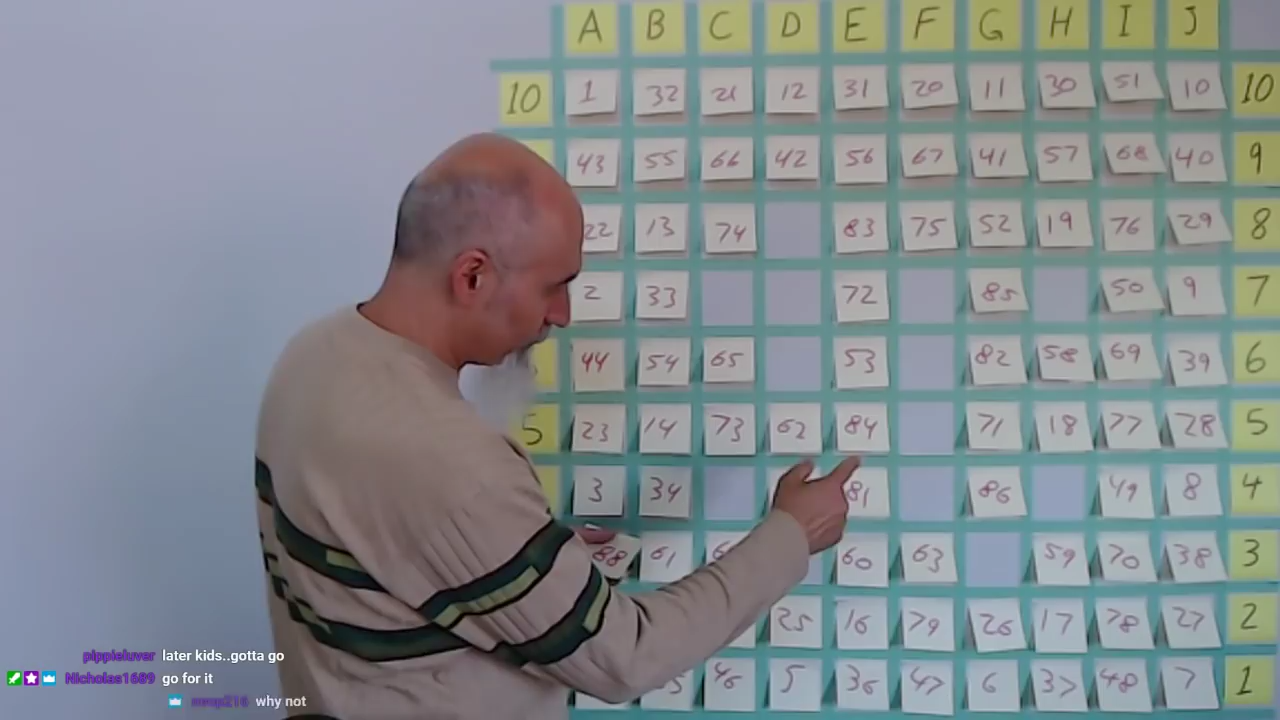 A B C D E F G H I J
10 1 32 21 12 31 20 11 30 51 10 10
43 55 66 42 56 67 41 57 68 40 9
22 13 74 83 75 52 19 76 29 8
2 33 72 85 50 9 7
44 54 65 53 82 58 69 39 6
5 23 14 73 62 84 71 18 77 28 5
3 34 81 86 49 8 4
88 61 60 63 59 70 38 3
25 16 79 26 17 78 27 2
46 5 36 47 6 37 48 7 1
pippieluver later kids..gotta go
Nicholas1689 go for it
why not